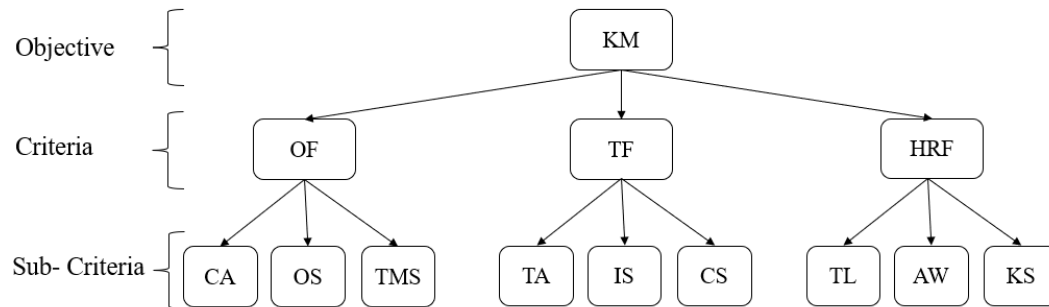 Objective
KM
Criteria
OF
TF
HRF
Sub- Criteria
CA
OS
TMS
TA
IS
CS
TL
AW
KS